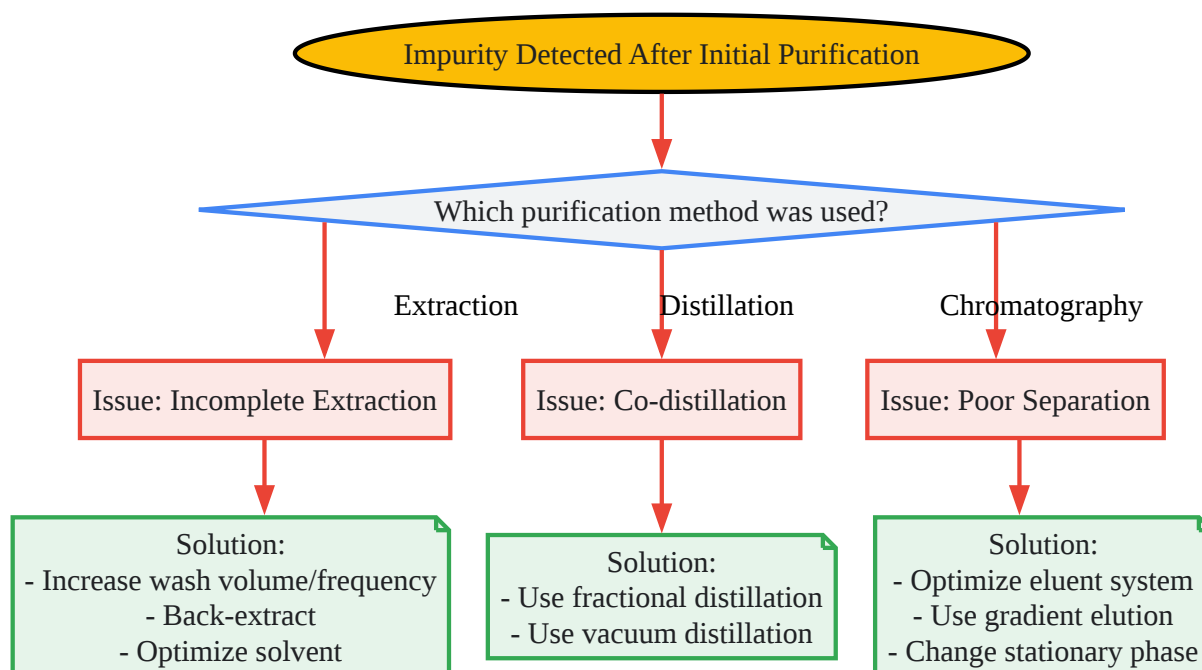 Impurity Detected After Initial Purification
Which purification method was used?
Extraction
Distillation
Chromatography
Issue: Incomplete Extraction
Issue: Co-distillation
Issue: Poor Separation
Solution:
- Increase wash volume/frequency
- Back-extract
- Optimize solvent
Solution:
- Use fractional distillation
- Use vacuum distillation
Solution:
- Optimize eluent system
- Use gradient elution
- Change stationary phase